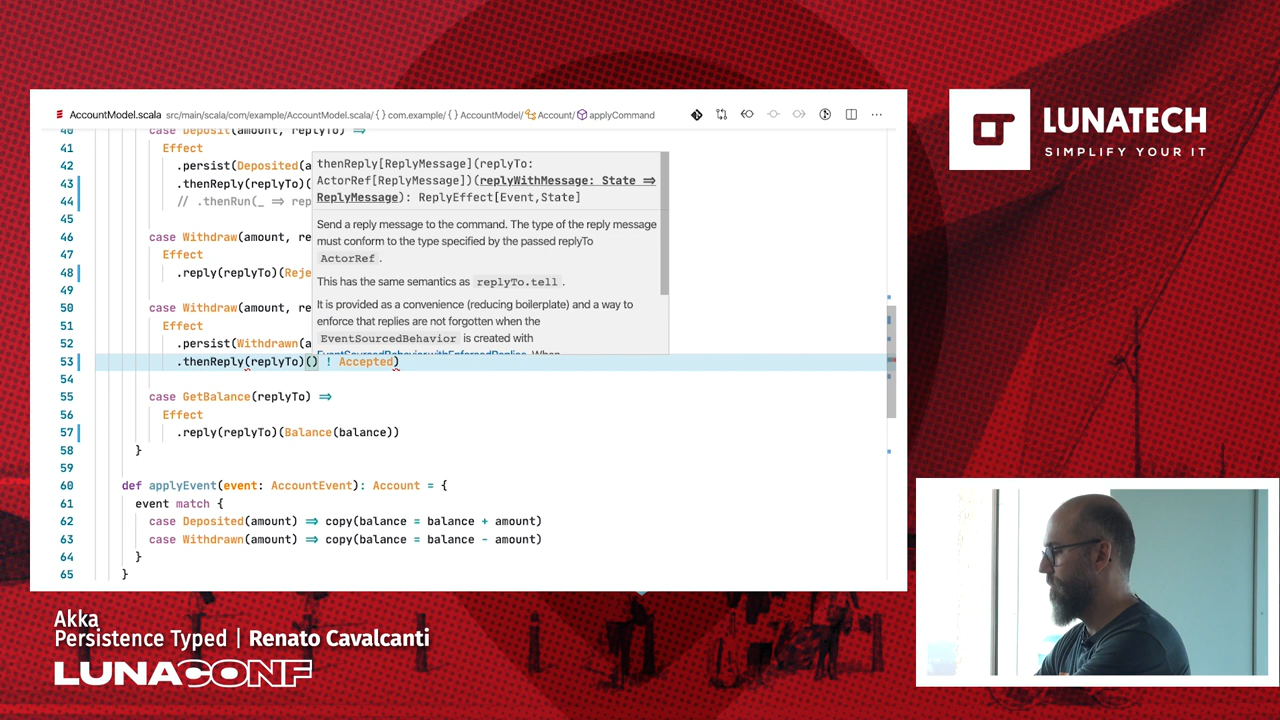 AccountModel.scala src/main/scala/com.example/AccountModel.scala/{ } com.example/{ } AccountModel/ Account/ applyCommand
40 case Deposit(amount, replyTo) ⇒
41 Effect
42 .persist(Deposited(a
43 .thenReply(replyTo)(
44 // .thenRun(_ ⇒ rep
45
46 case Withdraw(amount, re
47 Effect
48 .reply(replyTo)(Reje
49
50 case Withdraw(amount, re
51 Effect
52 .persist(Withdrawn(a
53 .thenReply(replyTo)() ! Accepted)
54
55 case GetBalance(replyTo) ⇒
56 Effect
57 .reply(replyTo)(Balance(balance))
58 }
59
60 def applyEvent(event: AccountEvent): Account = {
61 event match {
62 case Deposited(amount) ⇒ copy(balance = balance + amount)
63 case Withdrawn(amount) ⇒ copy(balance = balance - amount)
64 }
65 }
thenReply[ReplyMessage](replyTo:
ActorRef[ReplyMessage])(replyWithMessage: State ⇒
ReplyMessage): ReplyEffect[Event,State]
Send a reply message to the command. The type of the reply message
must conform to the type specified by the passed replyTo
ActorRef .
This has the same semantics as replyTo.tell .
It is provided as a convenience (reducing boilerplate) and a way to
enforce that replies are not forgotten when the
EventSourcedBehavior is created with
EventSourcedBehavior.withEnforcedReplies. When
LUNATECH
SIMPLIFY YOUR IT
Akka
Persistence Typed | Renato Cavalcanti
LUNACONF